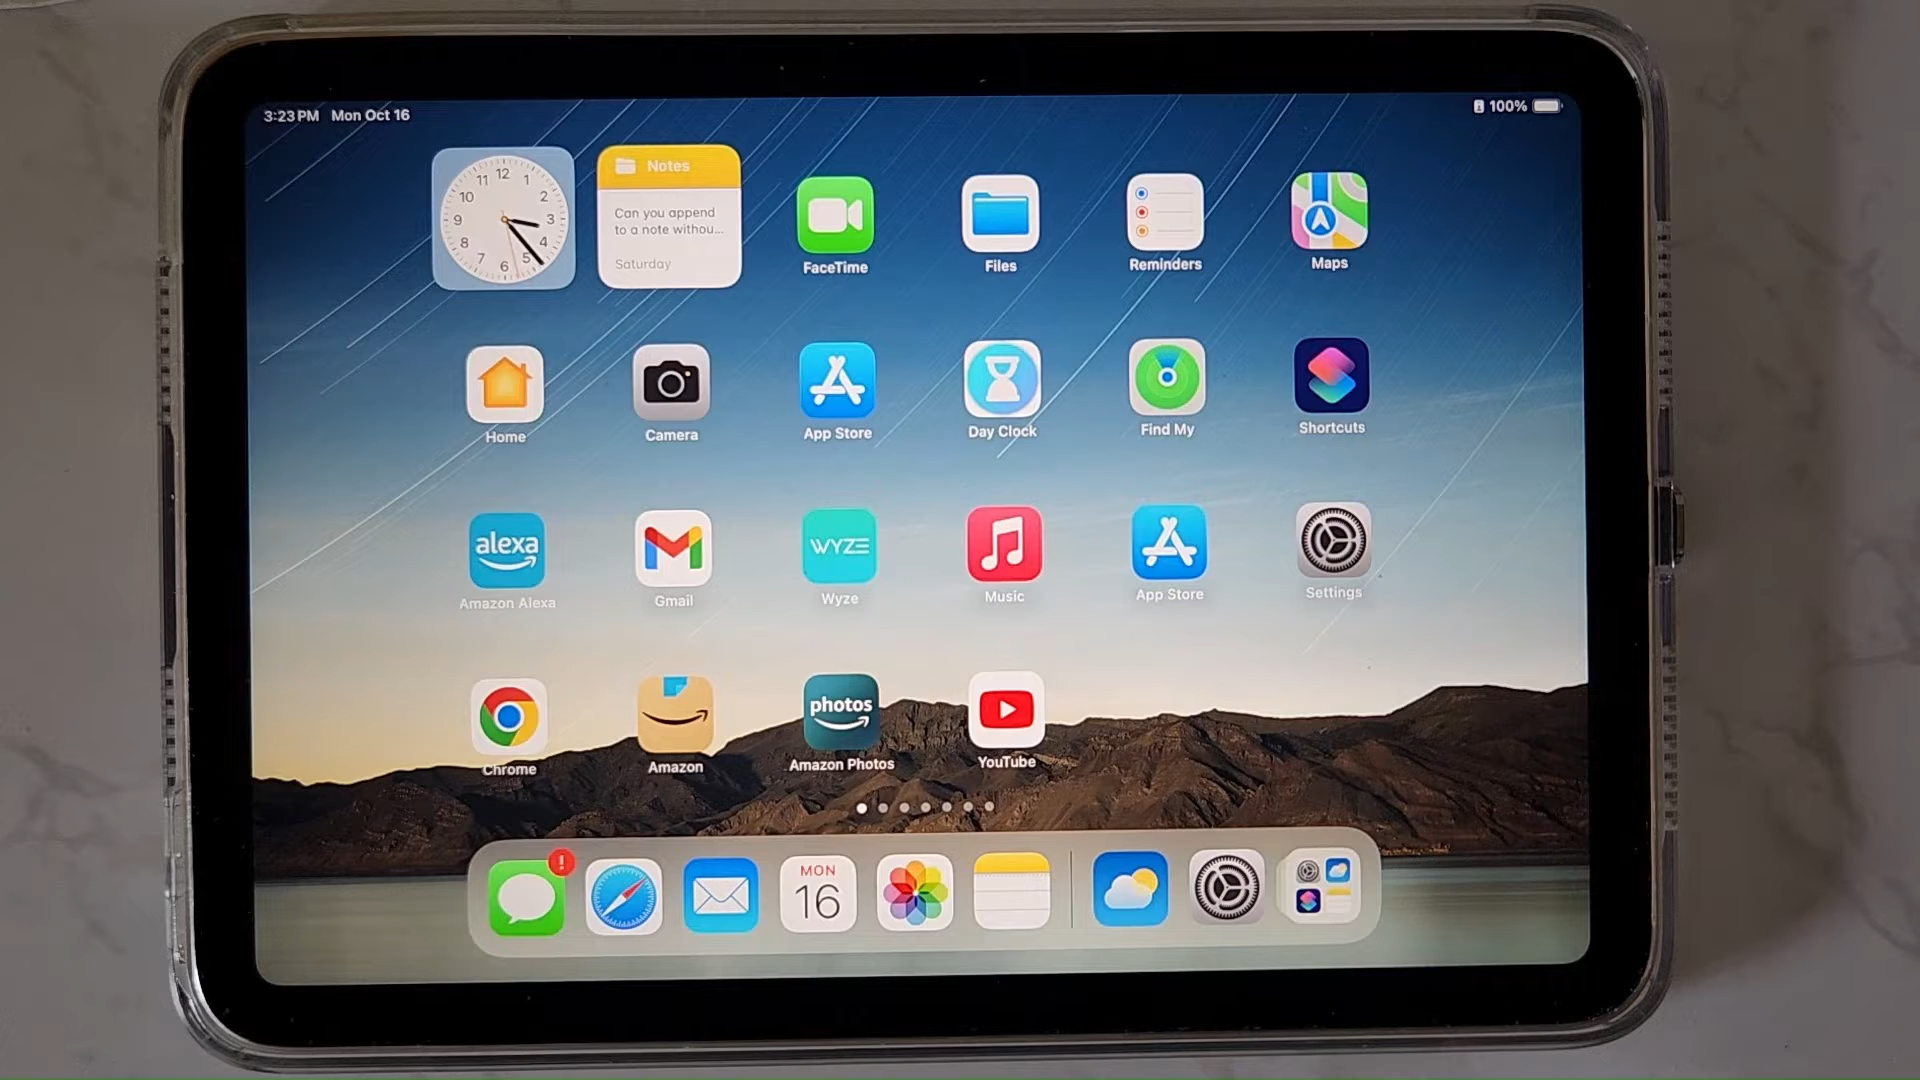 3:23 PM Mon Oct 16
100%
12
11 1
10 2
9 3
8 4
7 5
6
Notes
Can you append
to a note withou...
Saturday
FaceTime
Files
Reminders
Maps
Home
Camera
App Store
Day Clock
Find My
Shortcuts
alexa
WYZE
Amazon Alexa
Gmail
Wyze
Music
App Store
Settings
photos
Chrome
Amazon
Amazon Photos
YouTube
!
MON
16